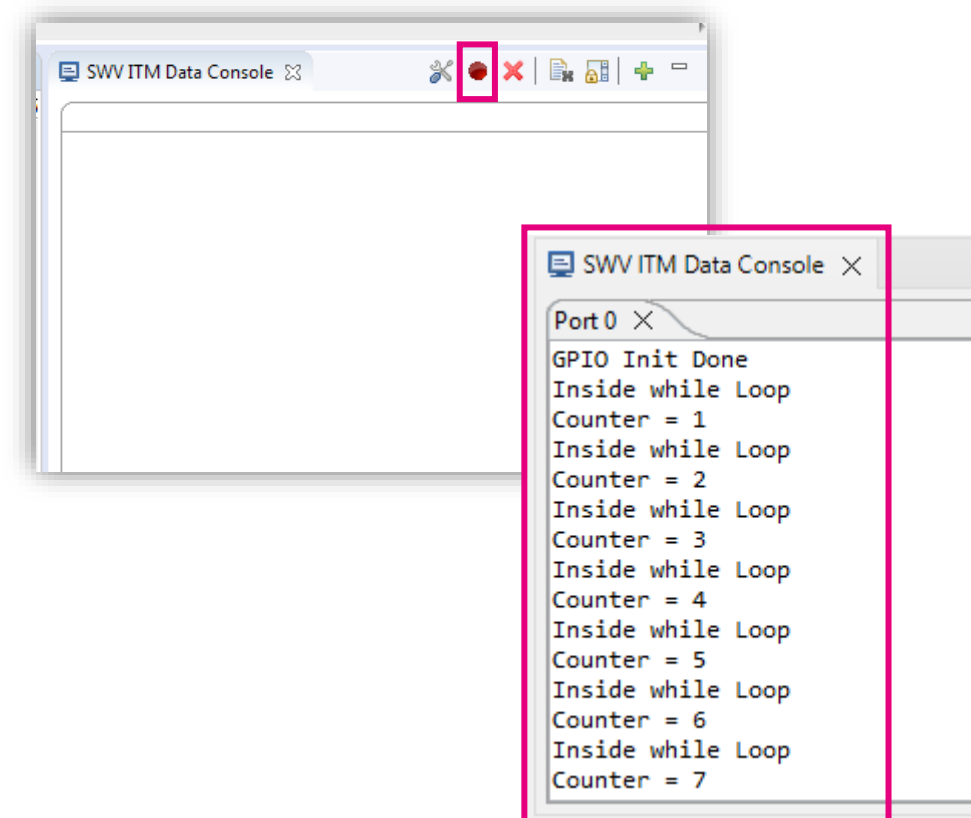 SWV ITM Data Console
SWV ITM Data Console
Port 0
GPIO Init Done
Inside while Loop
Counter = 1
Inside while Loop
Counter = 2
Inside while Loop
Counter = 3
Inside while Loop
Counter = 4
Inside while Loop
Counter = 5
Inside while Loop
Counter = 6
Inside while Loop
Counter = 7